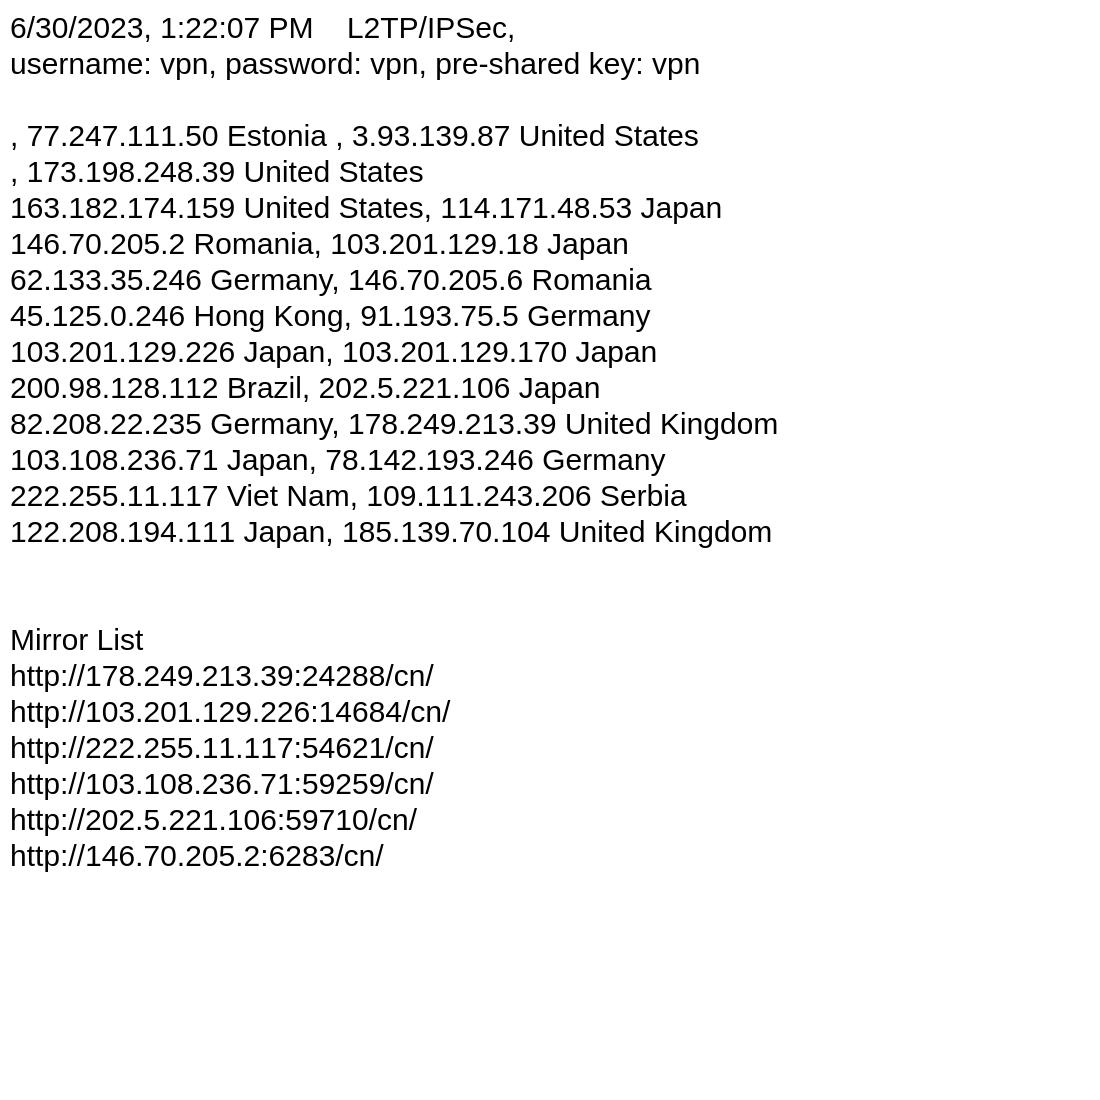 6/30/2023, 1:22:07 PM    L2TP/IPSec,
username: vpn, password: vpn, pre-shared key: vpn
, 77.247.111.50 Estonia , 3.93.139.87 United States
, 173.198.248.39 United States
163.182.174.159 United States, 114.171.48.53 Japan
146.70.205.2 Romania, 103.201.129.18 Japan
62.133.35.246 Germany, 146.70.205.6 Romania
45.125.0.246 Hong Kong, 91.193.75.5 Germany
103.201.129.226 Japan, 103.201.129.170 Japan
200.98.128.112 Brazil, 202.5.221.106 Japan
82.208.22.235 Germany, 178.249.213.39 United Kingdom
103.108.236.71 Japan, 78.142.193.246 Germany
222.255.11.117 Viet Nam, 109.111.243.206 Serbia
122.208.194.111 Japan, 185.139.70.104 United Kingdom
Mirror List
http://178.249.213.39:24288/cn/
http://103.201.129.226:14684/cn/
http://222.255.11.117:54621/cn/
http://103.108.236.71:59259/cn/
http://202.5.221.106:59710/cn/
http://146.70.205.2:6283/cn/